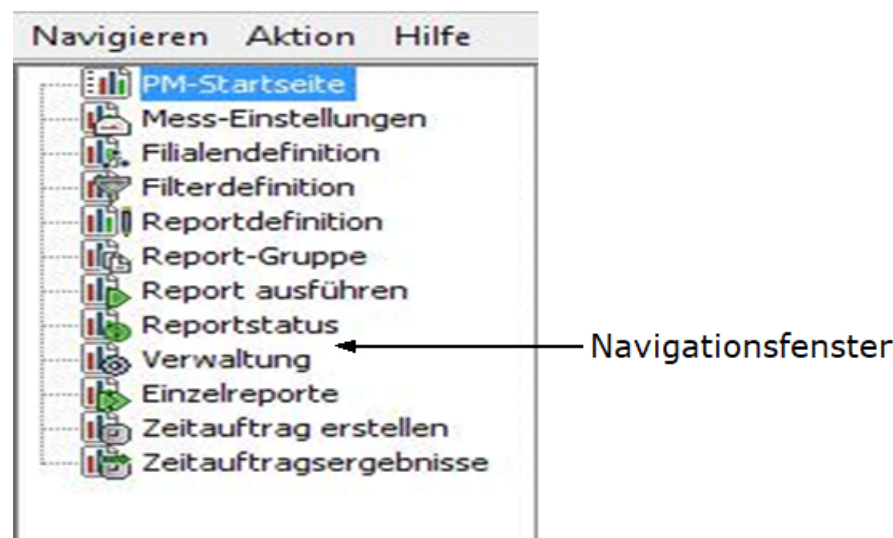 Navigieren Aktion Hilfe
PM-Startseite
Mess-Einstellungen
Filialendefinition
Filterdefinition
Reportdefinition
Report-Gruppe
Report ausführen
Reportstatus
Verwaltung
Navigationsfenster
Einzelreporte
Zeitauftrag erstellen
Zeitauftragsergebnisse